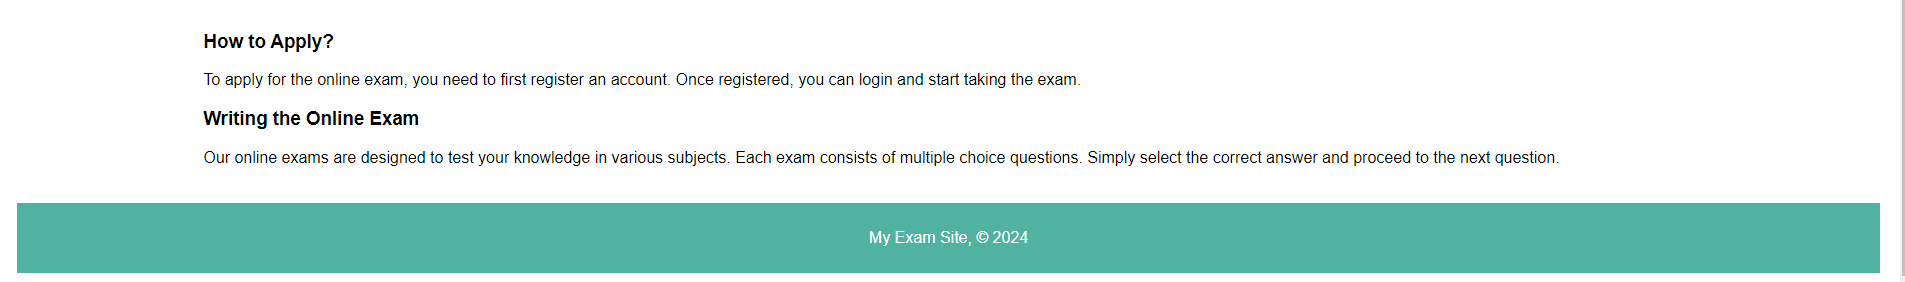 How to Apply?
To apply for the online exam, you need to first register an account. Once registered, you can login and start taking the exam.
Writing the Online Exam
Our online exams are designed to test your knowledge in various subjects. Each exam consists of multiple choice questions. Simply select the correct answer and proceed to the next question.
My Exam Site, © 2024